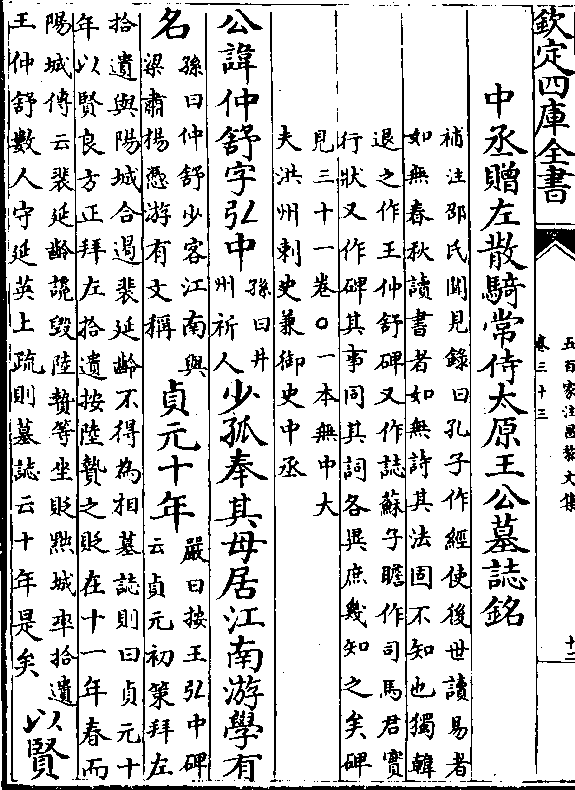 欽定四庫全書
五百家注昌黎文集
卷三十三
十二
中丞贈左散騎常侍太原王公墓誌銘
補注邵氏聞見錄曰孔子作經使後世讀易者
如無春秋讀書者如無詩其法固不知也獨韓
退之作王仲舒碑又作誌蘇子瞻作司馬君實
行狀又作碑其事同其詞各異庶幾知之矣碑
見三十一卷〇一本無中大
夫洪州刺史兼御史中丞
公諱仲舒字弘中孫曰并州祈人少孤奉其母居江南游學有
名孫曰仲舒少客江南與梁肅揚憑游有文稱貞元十年嚴曰按王弘中碑云貞元初策拜左
拾遺與陽城合遏裴延齡不得為相墓誌則曰貞元十
年以賢良方正拜左拾遺按陸贄之貶在十一年春而
陽城傳云裴延齡詭毀陸贄等坐貶黜城率拾遺
王仲舒數人守延英上疏則墓誌云十年是矣以賢